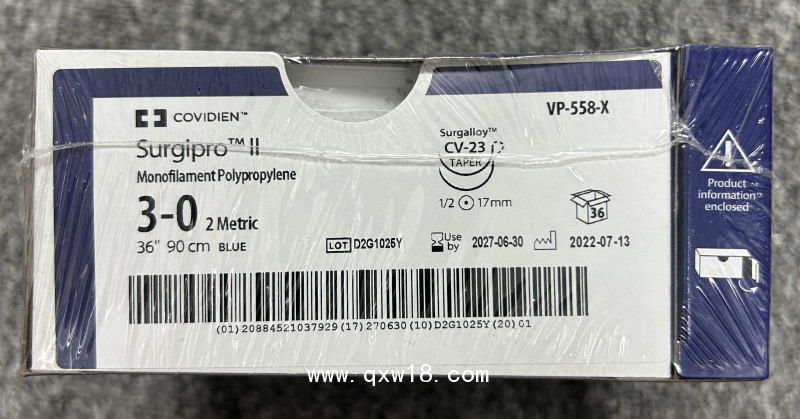 COVIDIEN™
Surgipro™ II
Monofilament Polypropylene
3-0 2 Metric
36" 90 cm BLUE
VP-558-X
Surgalloy™
CV-23
TAPER
1/2 17mm
36
LOT D2G1025Y
Use by 2027-06-30
2022-07-13
(01)20884521037929(17)270630(10)D2G1025Y(20)01
Product
information
enclosed
www.qxw18.com